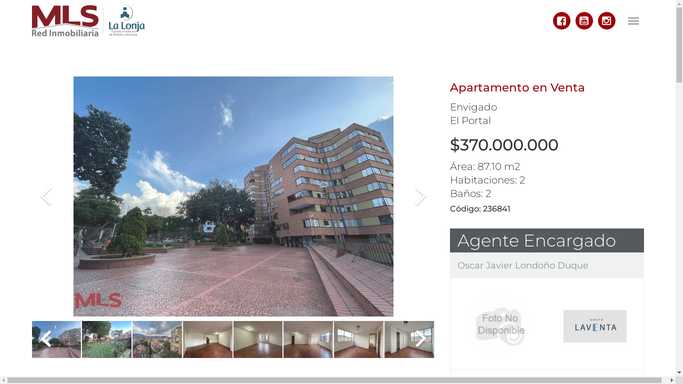 MLS
Red Inmobiliaria
La Lonja
Apartamento en Venta
Envigado
El Portal
$370.000.000
Área: 87.10 m2
Habitaciones: 2
Baños: 2
Código: 236841
MLS
Agente Encargado
Oscar Javier Londoño Duque
Foto No
Disponible
LAVENTA